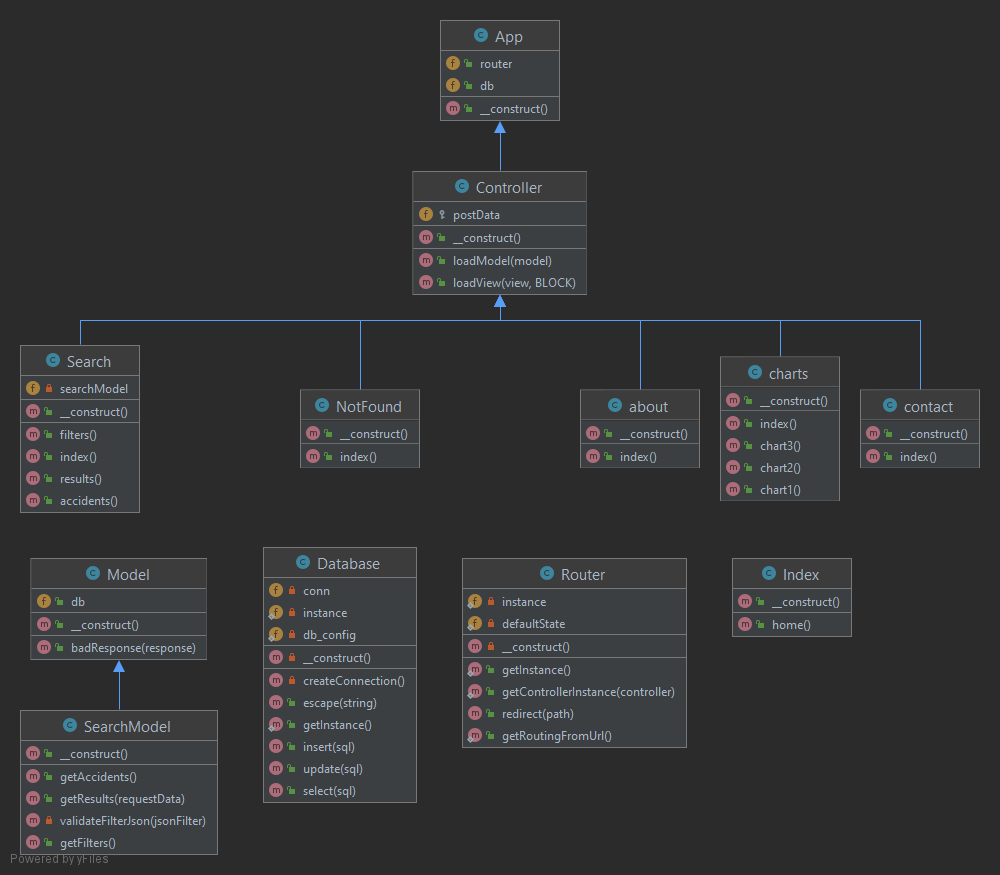 App
router
db
__construct()
Controller
postData
__construct()
loadModel(model)
loadView(view, BLOCK)
Search
searchModel
__construct()
filters()
index()
results()
accidents()
NotFound
__construct()
index()
about
__construct()
index()
charts
__construct()
index()
chart3()
chart2()
chart1()
contact
__construct()
index()
Model
db
__construct()
badResponse(response)
SearchModel
__construct()
getAccidents()
getResults(requestData)
validateFilterJson(jsonFilter)
getFilters()
Database
conn
instance
db_config
__construct()
createConnection()
escape(string)
getInstance()
insert(sql)
update(sql)
select(sql)
Router
instance
defaultState
__construct()
getInstance()
getControllerInstance(controller)
redirect(path)
getRoutingFromUrl()
Index
__construct()
home()
Powered by yFiles